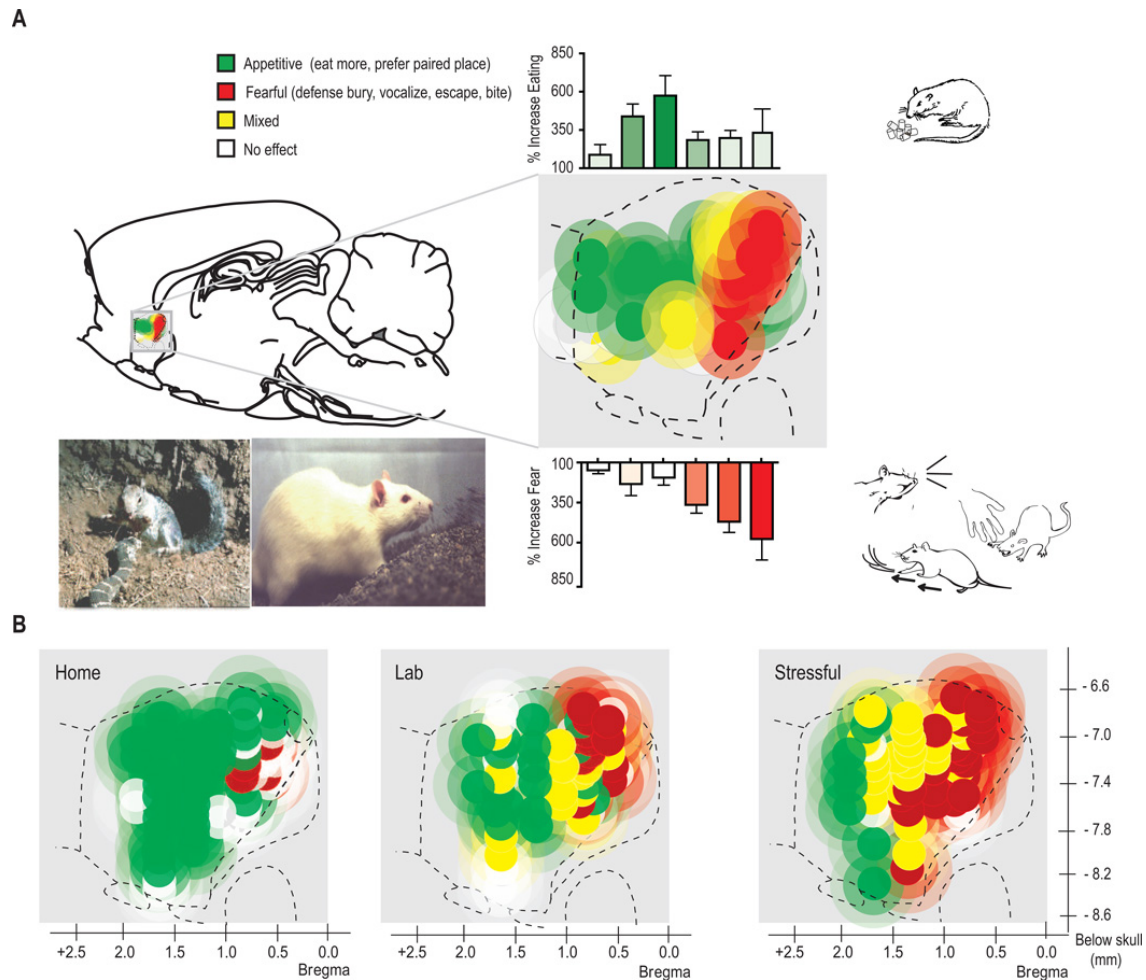 A
Appetitive (eat more, prefer paired place)
Fearful (defense bury, vocalize, escape, bite)
Mixed
No effect
% Increase Eating
850
600
350
100
% Increase Fear
100
350
600
850
B
Home
Lab
Stressful
- 6.6
- 7.0
- 7.4
- 7.8
- 8.2
- 8.6
+2.5 2.0 1.5 1.0 0.5 0.0
Bregma
+2.5 2.0 1.5 1.0 0.5 0.0
Bregma
+2.5 2.0 1.5 1.0 0.5 0.0
Bregma
Below skull
(mm)